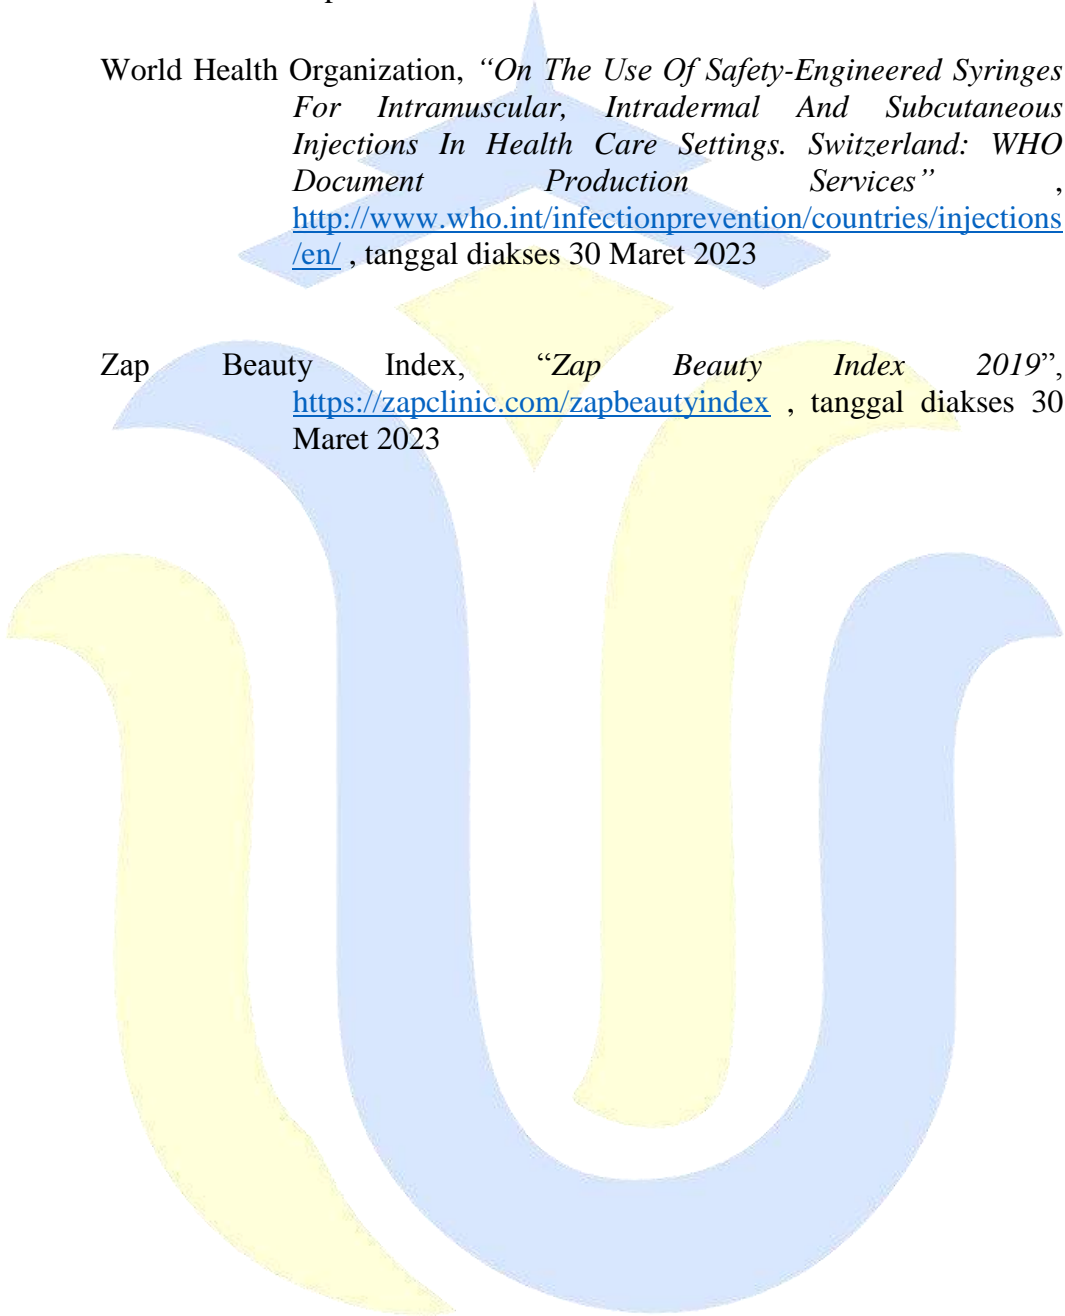 World Health Organization, “On The Use Of Safety-Engineered Syringes
For Intramuscular, Intradermal And Subcutaneous
Injections In Health Care Settings. Switzerland: WHO
Document Production Services” ,
http://www.who.int/infectionprevention/countries/injections
/en/ , tanggal diakses 30 Maret 2023
Zap Beauty Index, “Zap Beauty Index 2019”,
https://zapclinic.com/zapbeautyindex , tanggal diakses 30
Maret 2023